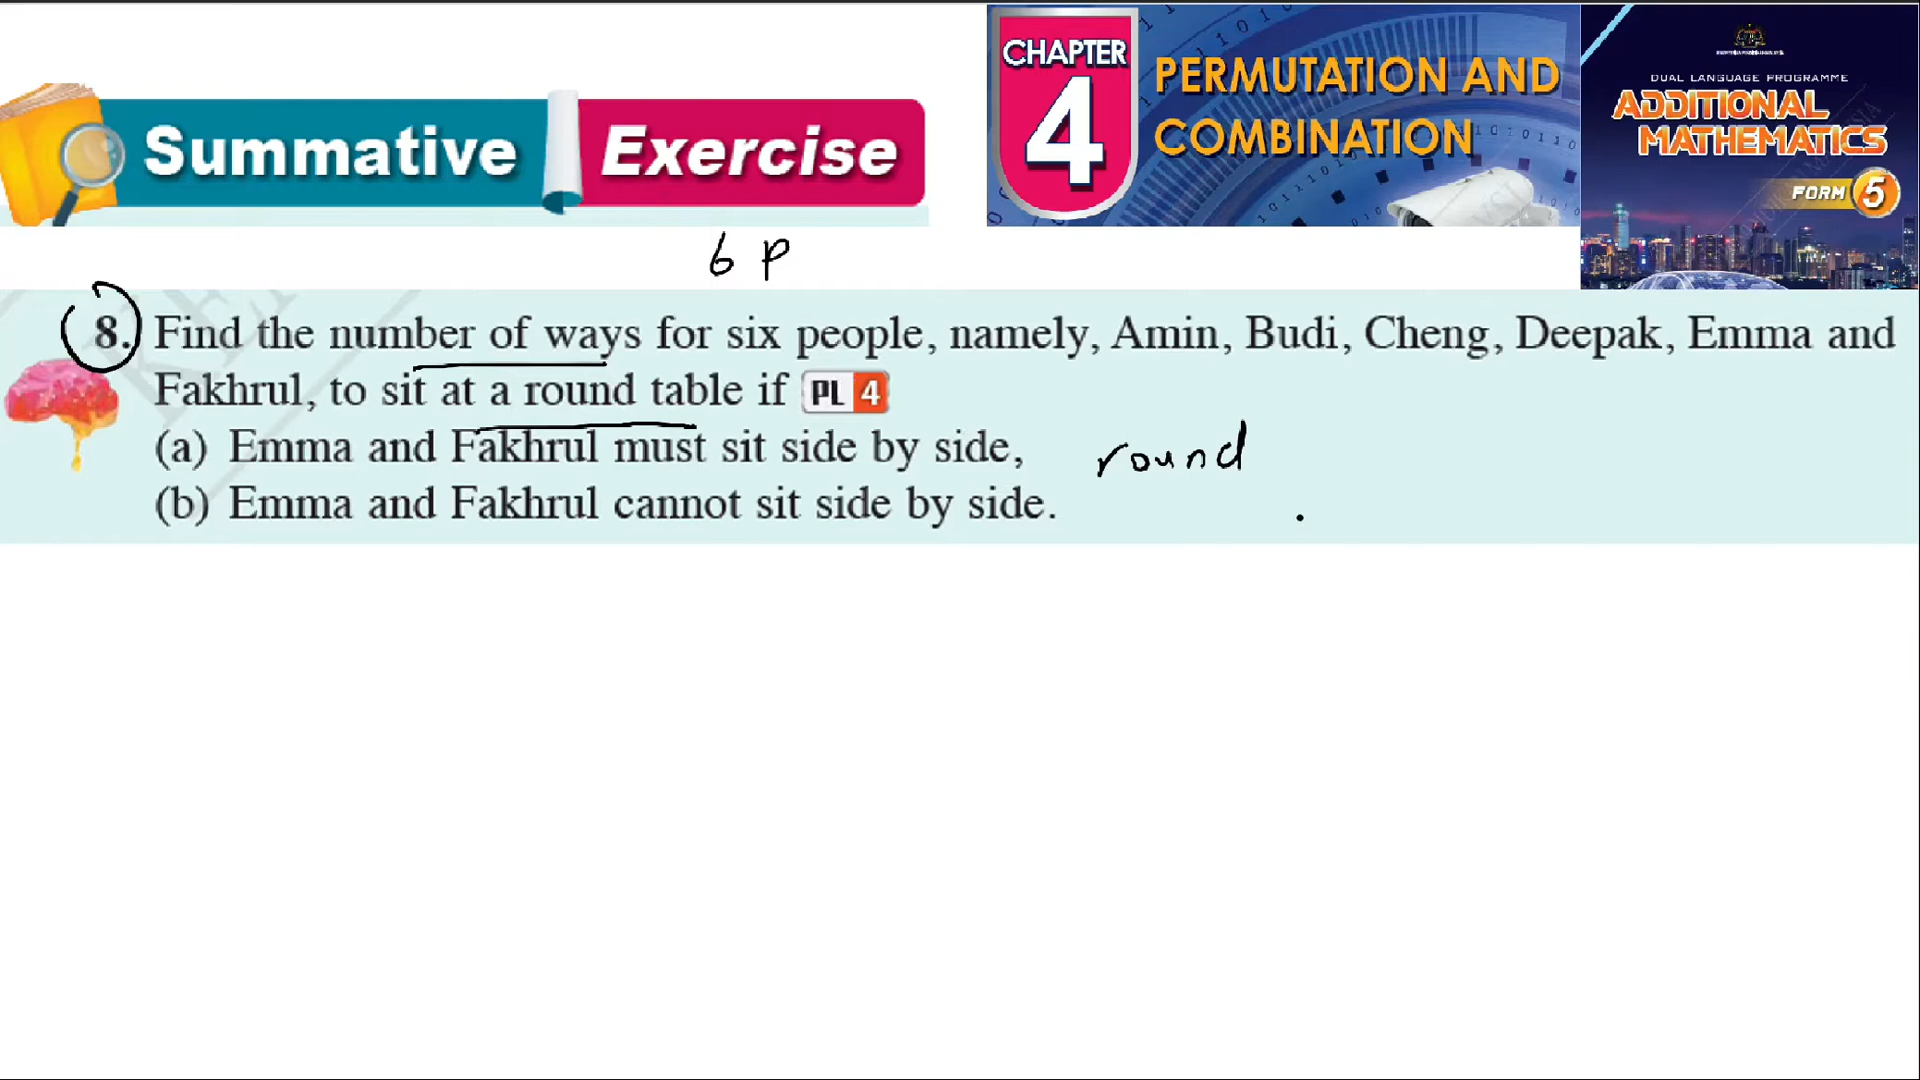 CHAPTER
4
PERMUTATION AND
COMBINATION
DUAL LANGUAGE PROGRAMME
ADDITIONAL
MATHEMATICS
FORM 5
Summative Exercise
6 P
8. Find the number of ways for six people, namely, Amin, Budi, Cheng, Deepak, Emma and
Fakhrul, to sit at a round table if PL 4
(a) Emma and Fakhrul must sit side by side,
round
(b) Emma and Fakhrul cannot sit side by side.